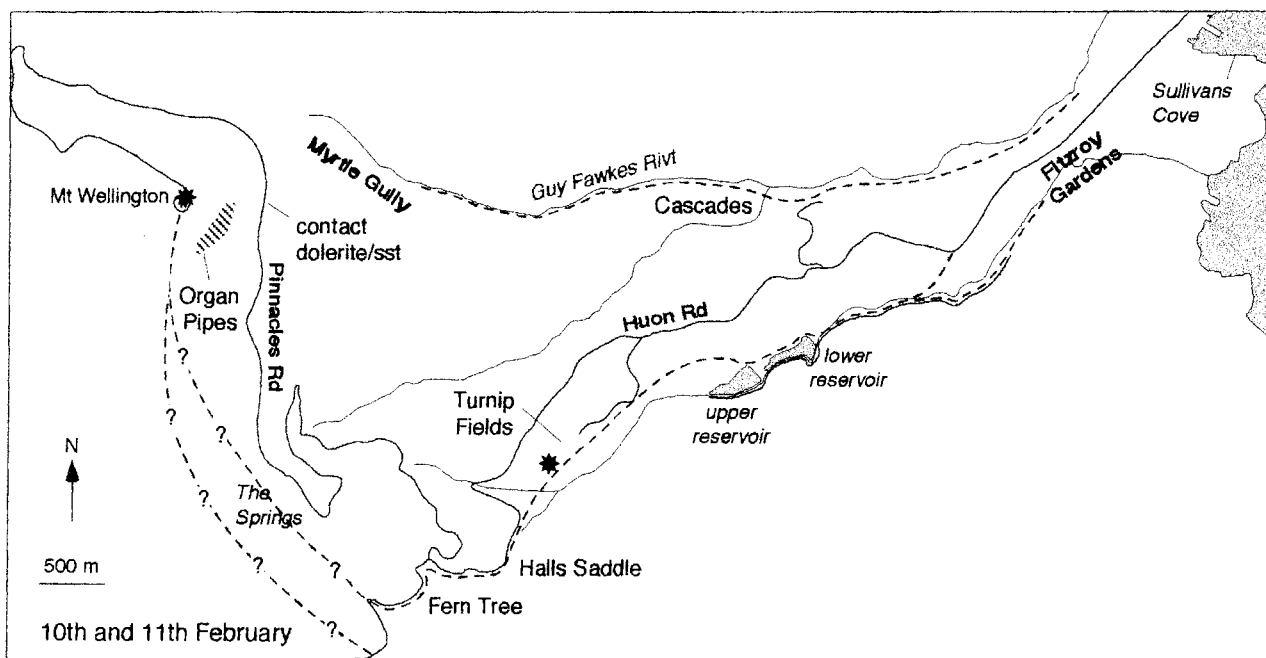 Sullivans
Cove
Myrtle Gully
Guy Fawkes Rivt
Fitzroy
Gardens
Mt Wellington
Cascades
contact
dolerite/sst
Organ
Pipes
Pinnacles Rd
Huon Rd
lower
reservoir
Turnip
Fields
upper
reservoir
?
?
N
?
?
The
Springs
?
?
500 m
?
?
Halls Saddle
Fern Tree
?
10th and 11th February